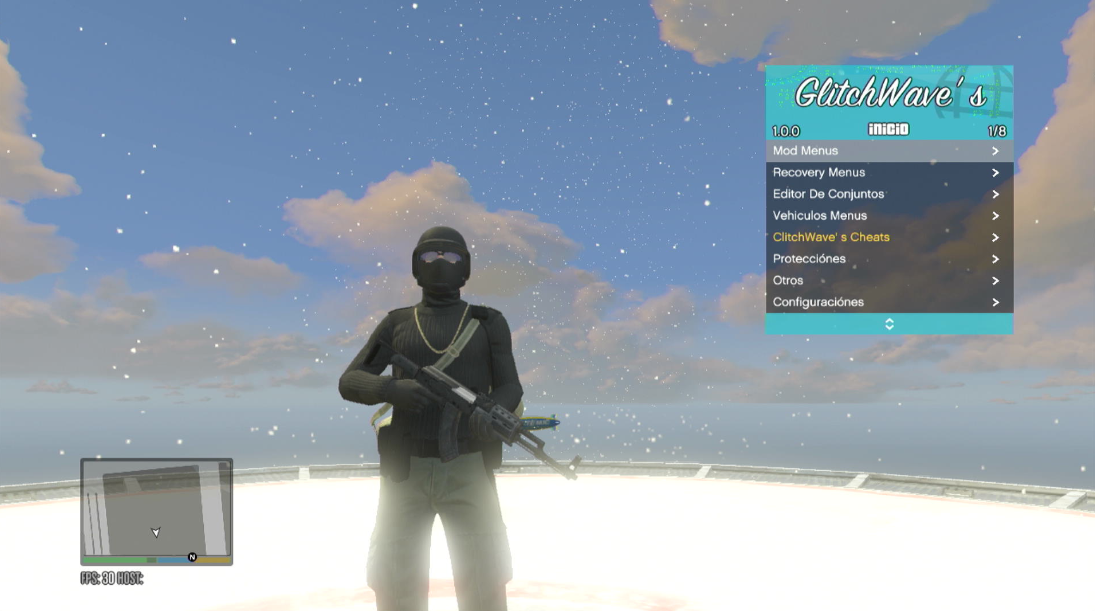 GlitchWave's
1.0.0 INICIO 1/8
Mod Menus
Recovery Menus
Editor De Conjuntos
Vehiculos Menus
ClitchWave's Cheats
Protecciónes
Otros
Configuraciónes
N
FPS: 30 HOST: